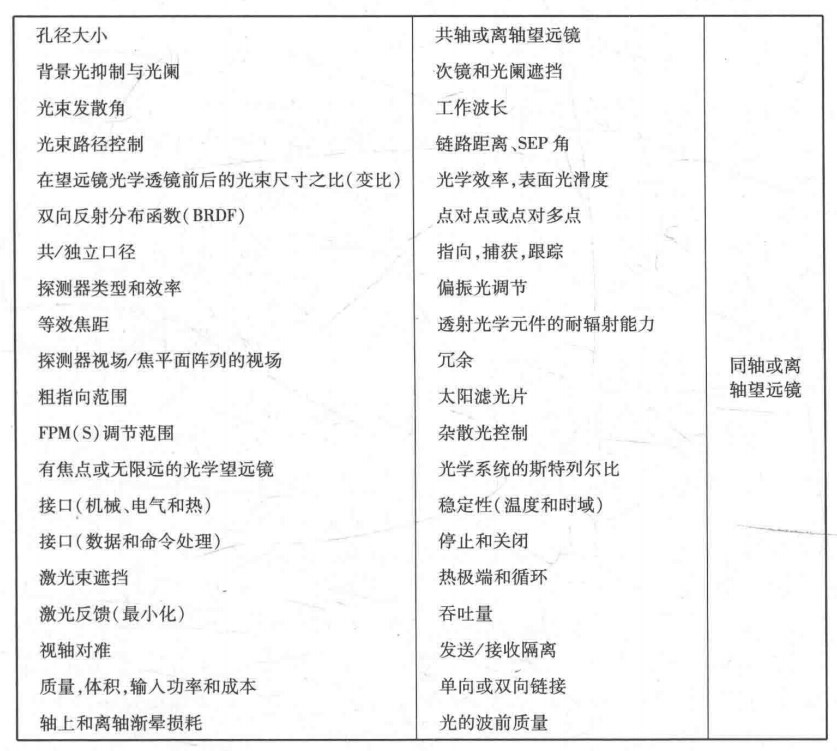 孔径大小
共轴或离轴望远镜
背景光抑制与光阑
次镜和光阑遮挡
光束发散角
工作波长
光束路径控制
链路距离、SEP 角
在望远镜光学透镜前后的光束尺寸之比(变比)
光学效率,表面光滑度
双向反射分布函数(BRDF)
点对点或点对多点
共/独立口径
指向,捕获,跟踪
探测器类型和效率
偏振光调节
等效焦距
透射光学元件的耐辐射能力
探测器视场/焦平面阵列的视场
冗余
粗指向范围
太阳滤光片
FPM(S)调节范围
杂散光控制
有焦点或无限远的光学望远镜
光学系统的斯特列尔比
接口(机械、电气和热)
稳定性(温度和时域)
接口(数据和命令处理)
停止和关闭
激光束遮挡
热极端和循环
激光反馈(最小化)
吞吐量
视轴对准
发送/接收隔离
质量,体积,输入功率和成本
单向或双向链接
轴上和离轴渐晕损耗
光的波前质量
同轴或离
轴望远镜